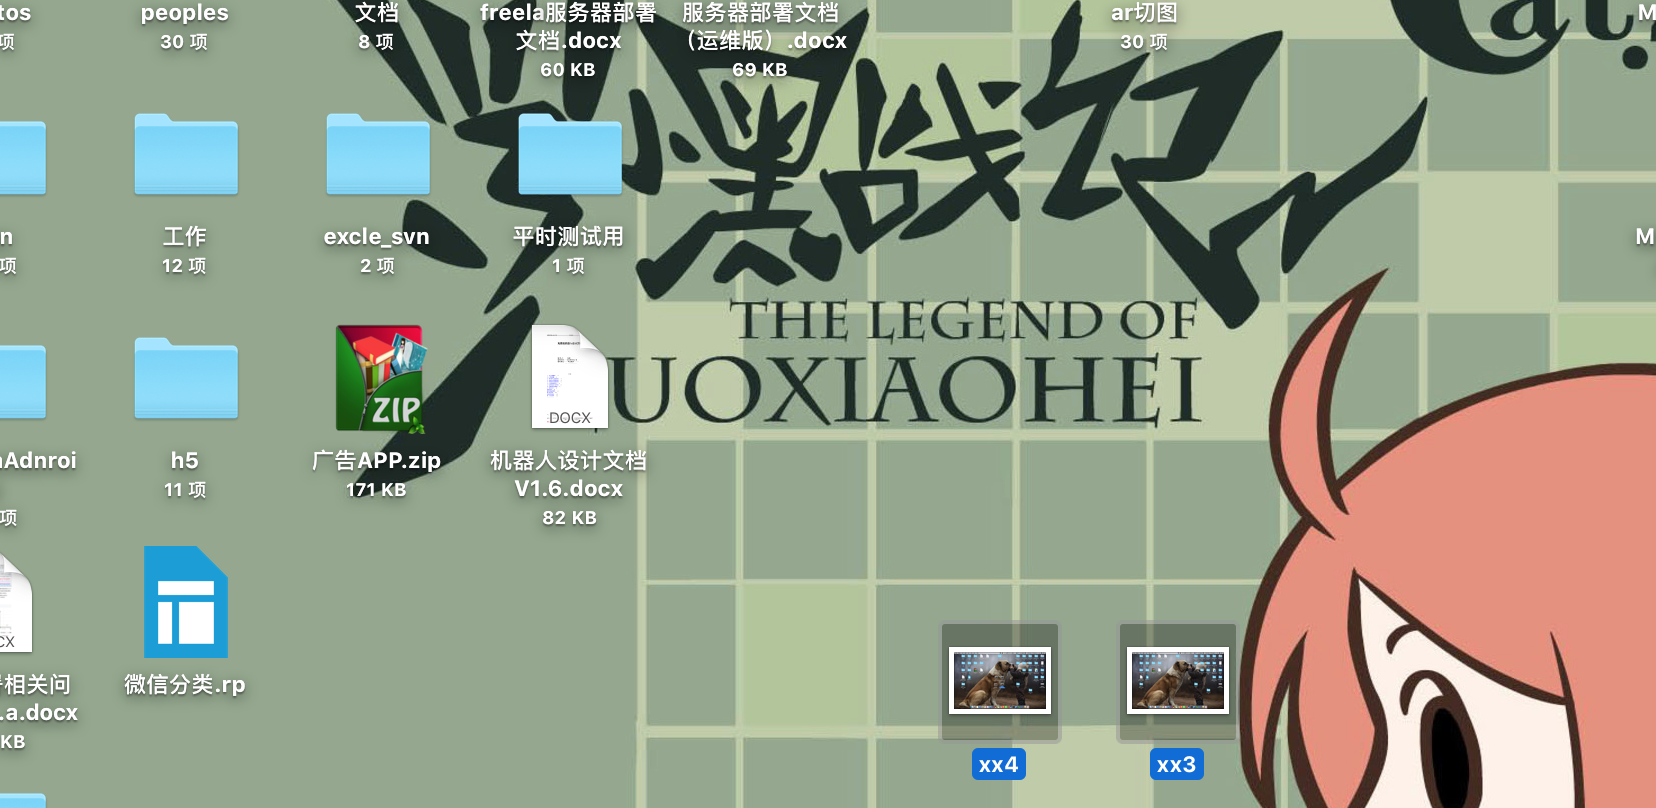 tos
项
peoples
30 项
文档
8 项
freela服务器部署
文档.docx
60 KB
服务器部署文档
（运维版）.docx
69 KB
ar切图
30 项
M
at.
黑战记
n
项
工作
12 项
excle_svn
2 项
平时测试用
1 项
M
THE LEGEND OF
UOXIAOHEI
Adnroi
项
h5
11 项
ZIP
广告APP.zip
171 KB
DOCX
机器人设计文档
V1.6.docx
82 KB
CX
相关问
.a.docx
KB
微信分类.rp
xx4
xx3